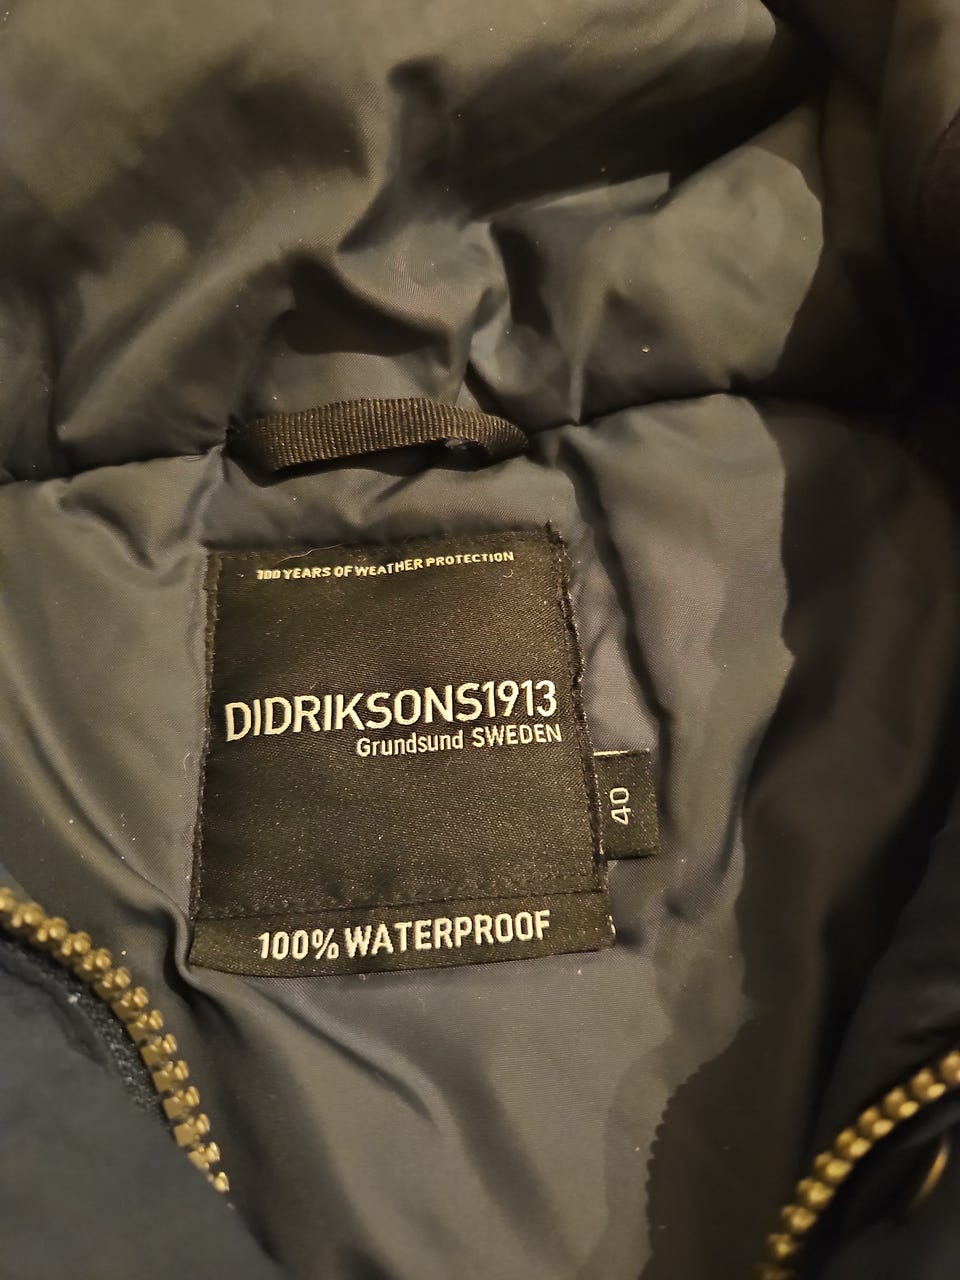 100 YEARS OF WEATHER PROTECTION
DIDRIKSONS1913
Grundsund SWEDEN
40
100% WATERPROOF